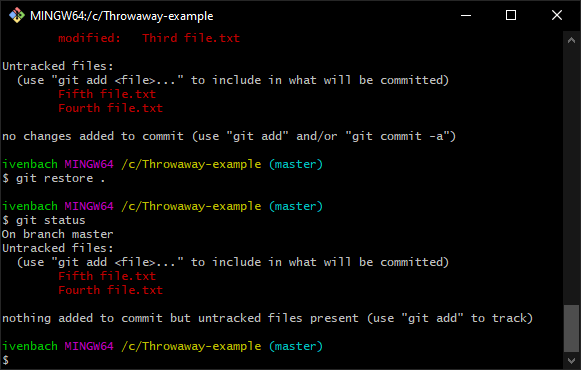 MINGW64:/c/Throwaway-example
modified:   Third file.txt
Untracked files:
  (use "git add <file>..." to include in what will be committed)
        Fifth file.txt
        Fourth file.txt
no changes added to commit (use "git add" and/or "git commit -a")
ivenbach MINGW64 /c/Throwaway-example (master)
$ git restore .
ivenbach MINGW64 /c/Throwaway-example (master)
$ git status
On branch master
Untracked files:
  (use "git add <file>..." to include in what will be committed)
        Fifth file.txt
        Fourth file.txt
nothing added to commit but untracked files present (use "git add" to track)
ivenbach MINGW64 /c/Throwaway-example (master)
$